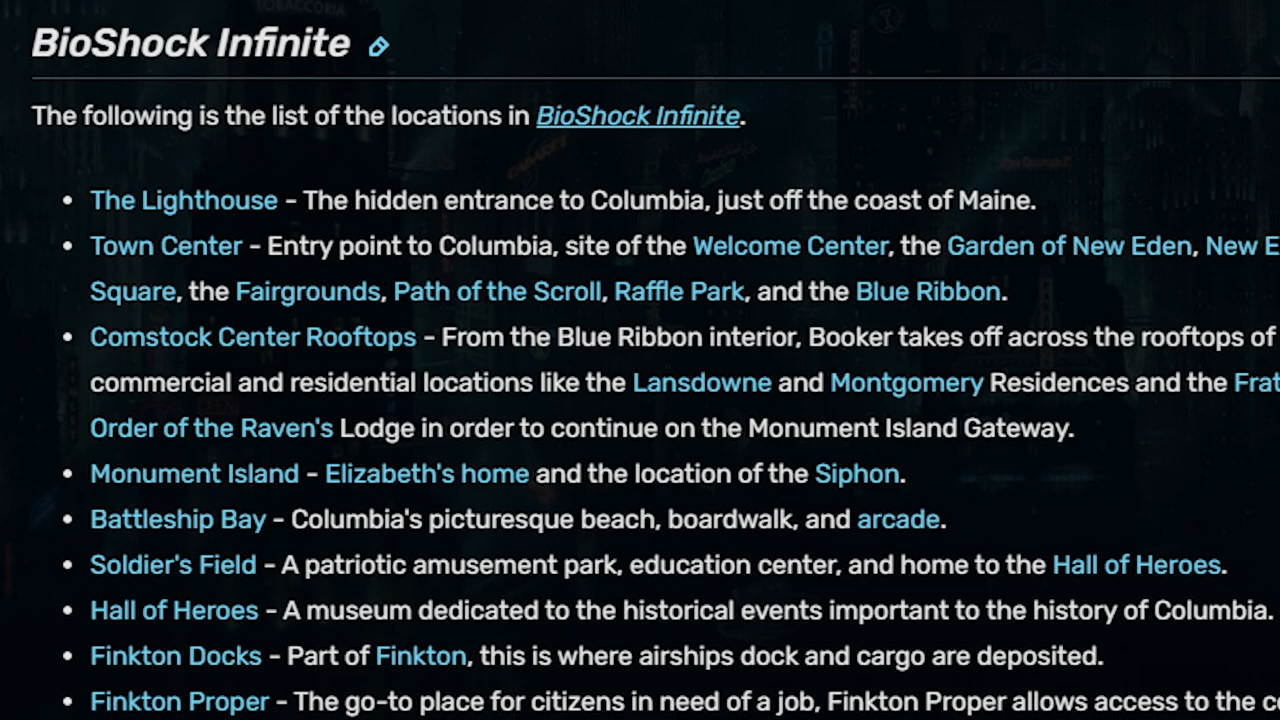 BioShock Infinite
The following is the list of the locations in BioShock Infinite.
• The Lighthouse - The hidden entrance to Columbia, just off the coast of Maine.
• Town Center - Entry point to Columbia, site of the Welcome Center, the Garden of New Eden, New
Square, the Fairgrounds, Path of the Scroll, Raffle Park, and the Blue Ribbon.
• Comstock Center Rooftops - From the Blue Ribbon interior, Booker takes off across the rooftops of
commercial and residential locations like the Lansdowne and Montgomery Residences and the
Order of the Raven's Lodge in order to continue on the Monument Island Gateway.
• Monument Island - Elizabeth's home and the location of the Siphon.
• Battleship Bay - Columbia's picturesque beach, boardwalk, and arcade.
• Soldier's Field - A patriotic amusement park, education center, and home to the Hall of Heroes.
• Hall of Heroes - A museum dedicated to the historical events important to the history of Columbia.
• Finkton Docks - Part of Finkton, this is where airships dock and cargo are deposited.
• Finkton Proper - The go-to place for citizens in need of a job, Finkton Proper allows access to the